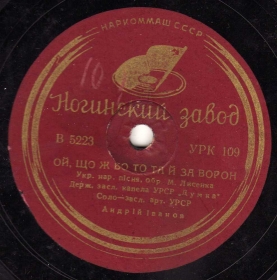 НАРКОММАШ СССР
10
Ногинский завод
В 5223 УРК 109
ОЙ, ЩО Ж БО ТО ТА Й ЗА ВОРОН
Укр. нар. пісня, обр. М. Лисенка
Держ. засл. капела УРСР „Думка"
Соло—засл. арт. УРСР
Андрій Іванов